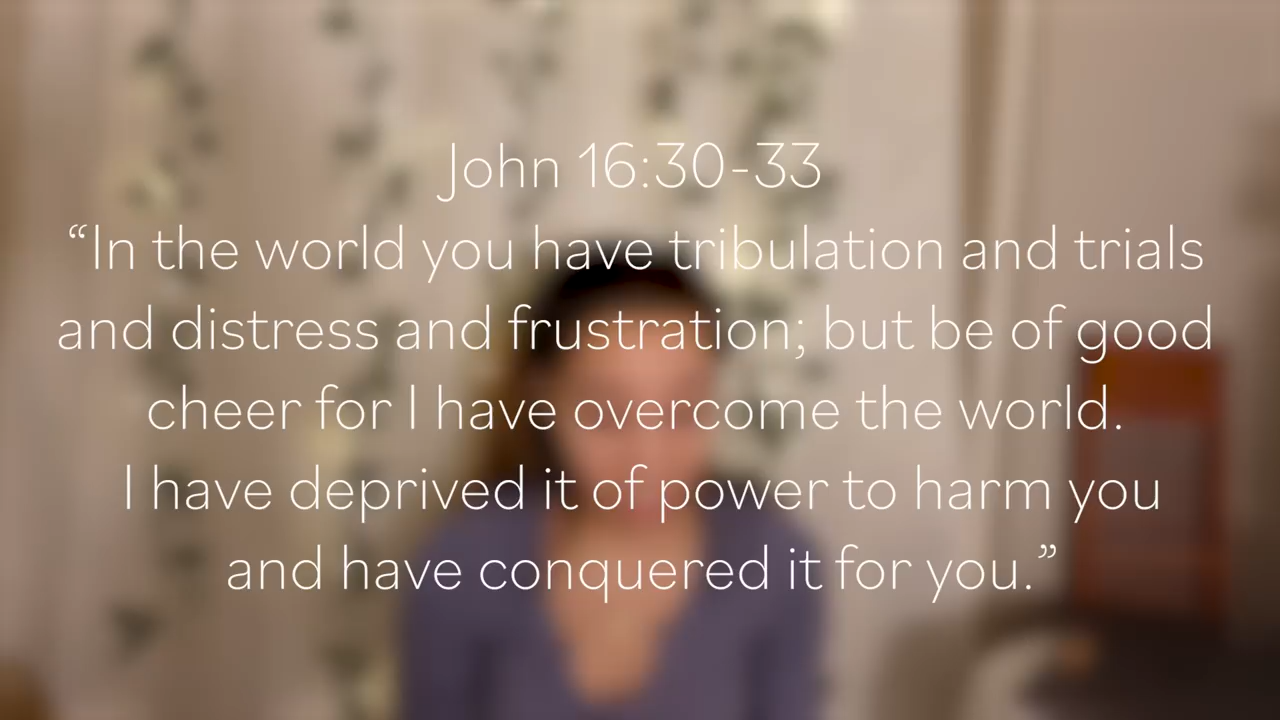 John 16:30-33
“In the world you have tribulation and trials
and distress and frustration; but be of good
cheer for I have overcome the world.
I have deprived it of power to harm you
and have conquered it for you.”